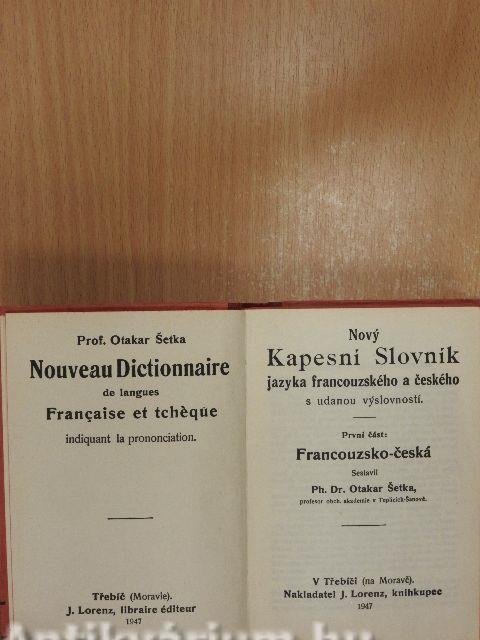 Prof. Otakar Šetka
Nouveau Dictionnaire
de langues
Française et tchèque
indiquant la prononciation.
Třebíč (Moravie).
J. Lorenz, libraire éditeur
1947
Nový
Kapesní Slovník
jazyka francouzského a českého
s udanou výslovností.
První část:
Francouzsko-česká
Sestavil
Ph. Dr. Otakar Šetka,
profesor obch. akademie v Teplicích-Šanově.
V Třebíči (na Moravě).
Nakladatel J. Lorenz, knihkupec
1947
Antikvárium.hu